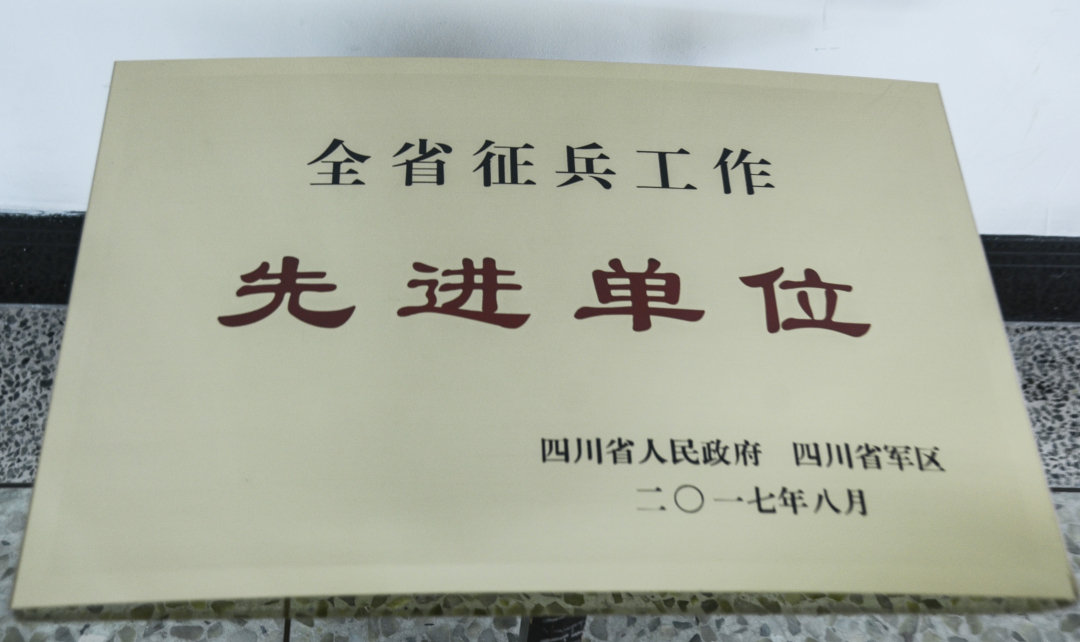 全省征兵工作
先进单位
四川省人民政府 四川省军区
二〇一七年八月